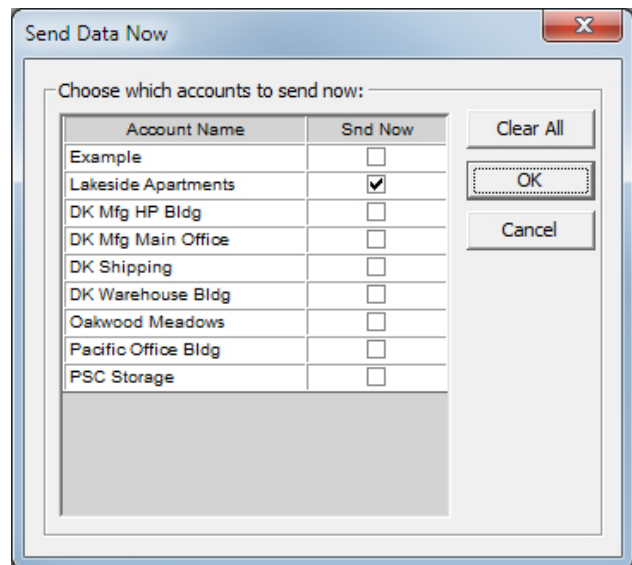 Send Data Now
Choose which accounts to send now:
Account Name Snd Now
Example
Lakeside Apartments
DK Mfg HP Bldg
DK Mfg Main Office
DK Shipping
DK Warehouse Bldg
Oakwood Meadows
Pacific Office Bldg
PSC Storage
Clear All
OK
Cancel